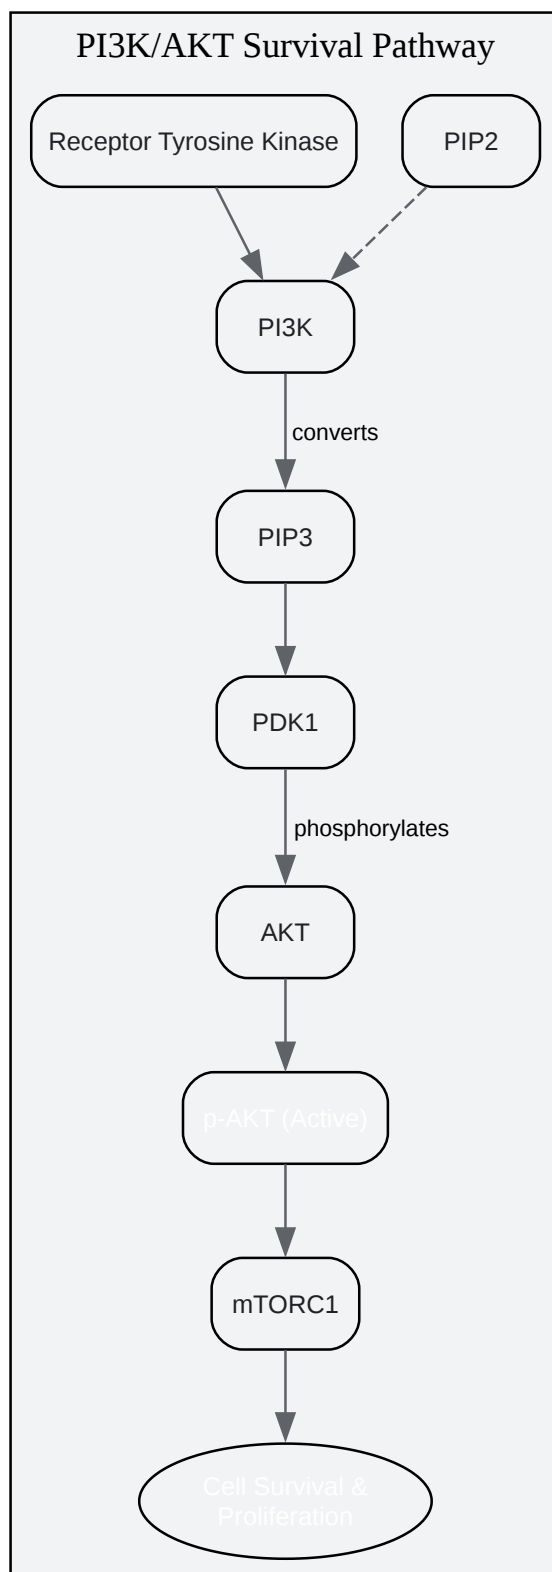 PI3K/AKT Survival Pathway
Receptor Tyrosine Kinase
PIP2
PI3K
converts
PIP3
PDK1
phosphorylates
AKT
p-AKT (Active)
mTORC1
Cell Survival &
Proliferation